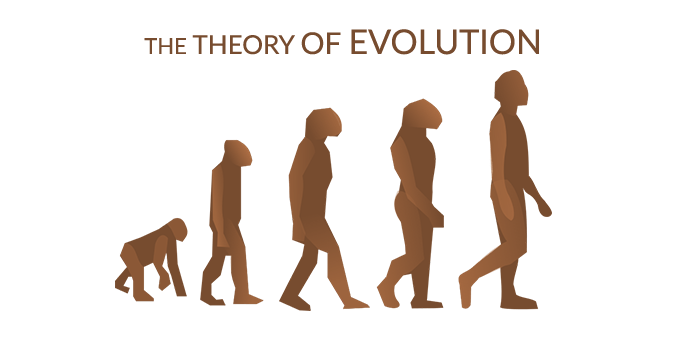 THE THEORY OF EVOLUTION